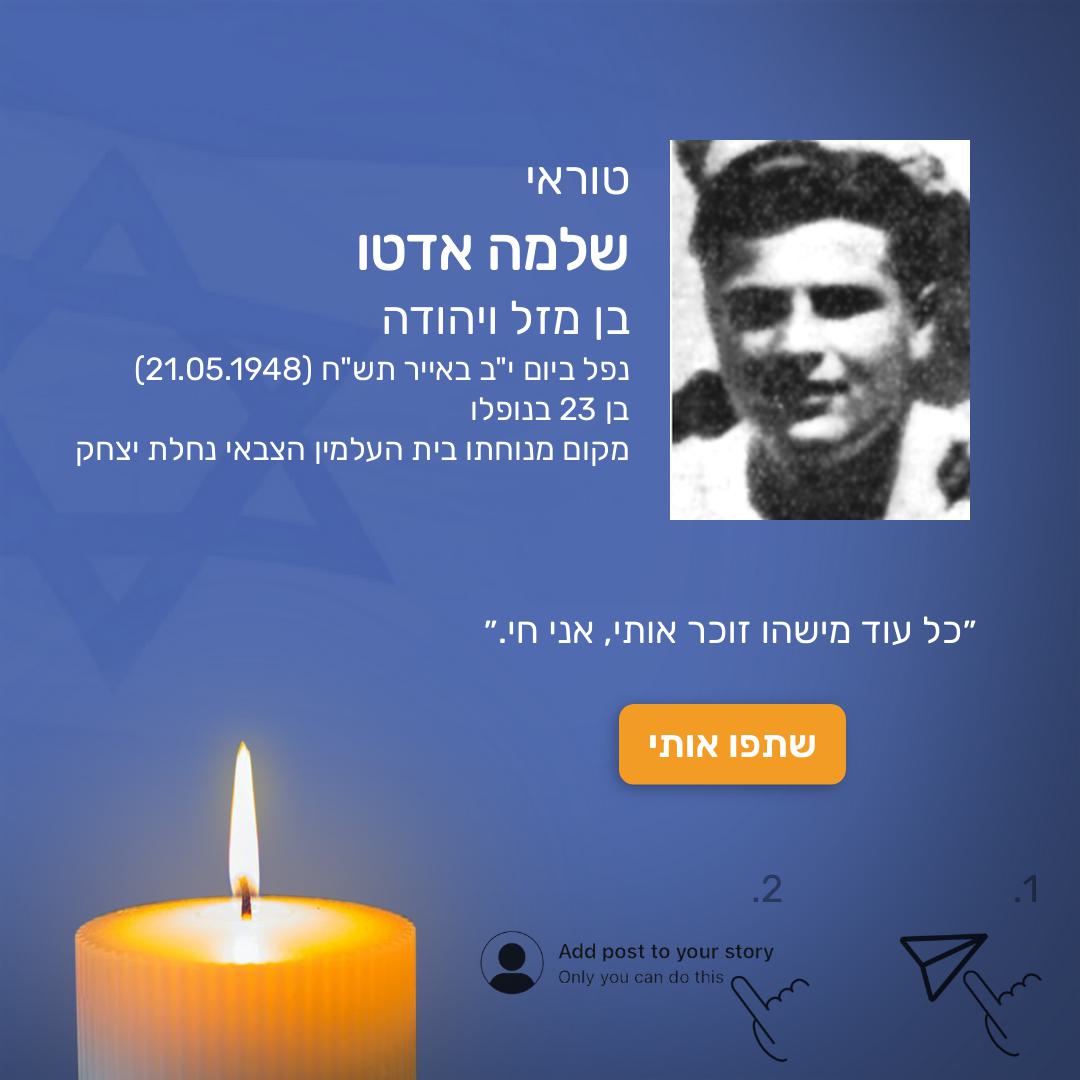 טוראי
שלמה אדטו
בן מזל ויהודה
נפל ביום י"ב באייר תש"ח (21.05.1948)
בן 23 בנופלו
מקום מנוחתו בית העלמין הצבאי נחלת יצחק
״כל עוד מישהו זוכר אותי, אני חי.״
שתפו אותי
1.
2.
Add post to your story
Only you can do this